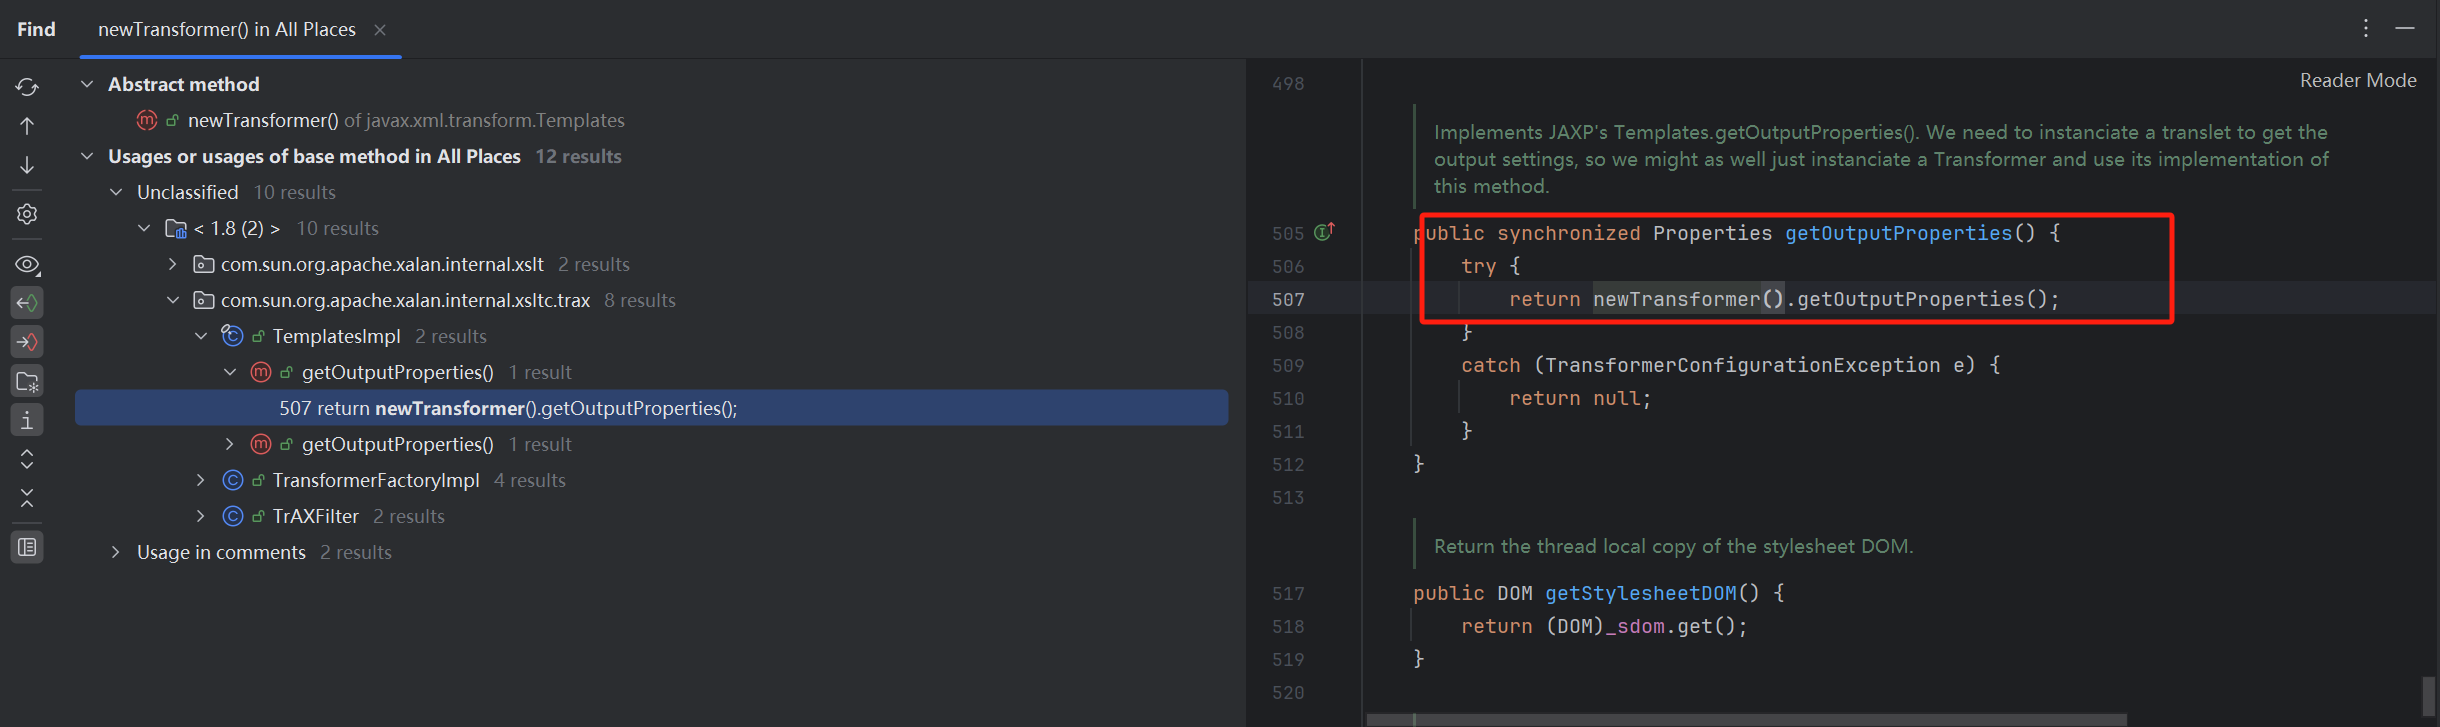 Find newTransformer() in All Places
Abstract method
newTransformer() of javax.xml.transform.Templates
Usages or usages of base method in All Places 12 results
Unclassified 10 results
< 1.8 (2) > 10 results
com.sun.org.apache.xalan.internal.xslt 2 results
com.sun.org.apache.xalan.internal.xsltc.trax 8 results
TemplatesImpl 2 results
getOutputProperties() 1 result
507 return newTransformer().getOutputProperties();
getOutputProperties() 1 result
TransformerFactoryImpl 4 results
TrAXFilter 2 results
Usage in comments 2 results
Reader Mode
498
Implements JAXP's Templates.getOutputProperties(). We need to instanciate a translet to get the
output settings, so we might as well just instanciate a Transformer and use its implementation of
this method.
505 public synchronized Properties getOutputProperties() {
506 try {
507 return newTransformer().getOutputProperties();
508 }
509 catch (TransformerConfigurationException e) {
510 return null;
511 }
512 }
513
Return the thread local copy of the stylesheet DOM.
517 public DOM getStylesheetDOM() {
518 return (DOM)_sdom.get();
519 }
520